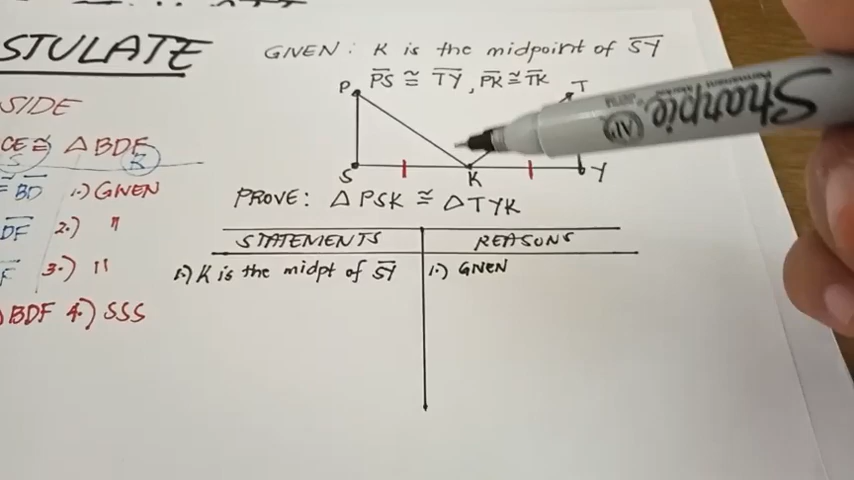 STULATE
GIVEN: K is the midpoint of SY
PS ≅ TY, PK ≅ TK
P
T
S
K
Y
PROVE: △PSK ≅ △TYK
STATEMENTS
REASONS
1.) K is the midpt of SY
1.) GIVEN
SIDE
CE ≅ △BDF
S
≅ BD 1.) GIVEN
DF 2.) "
F 3.) "
BDF 4.) SSS
Sharpie